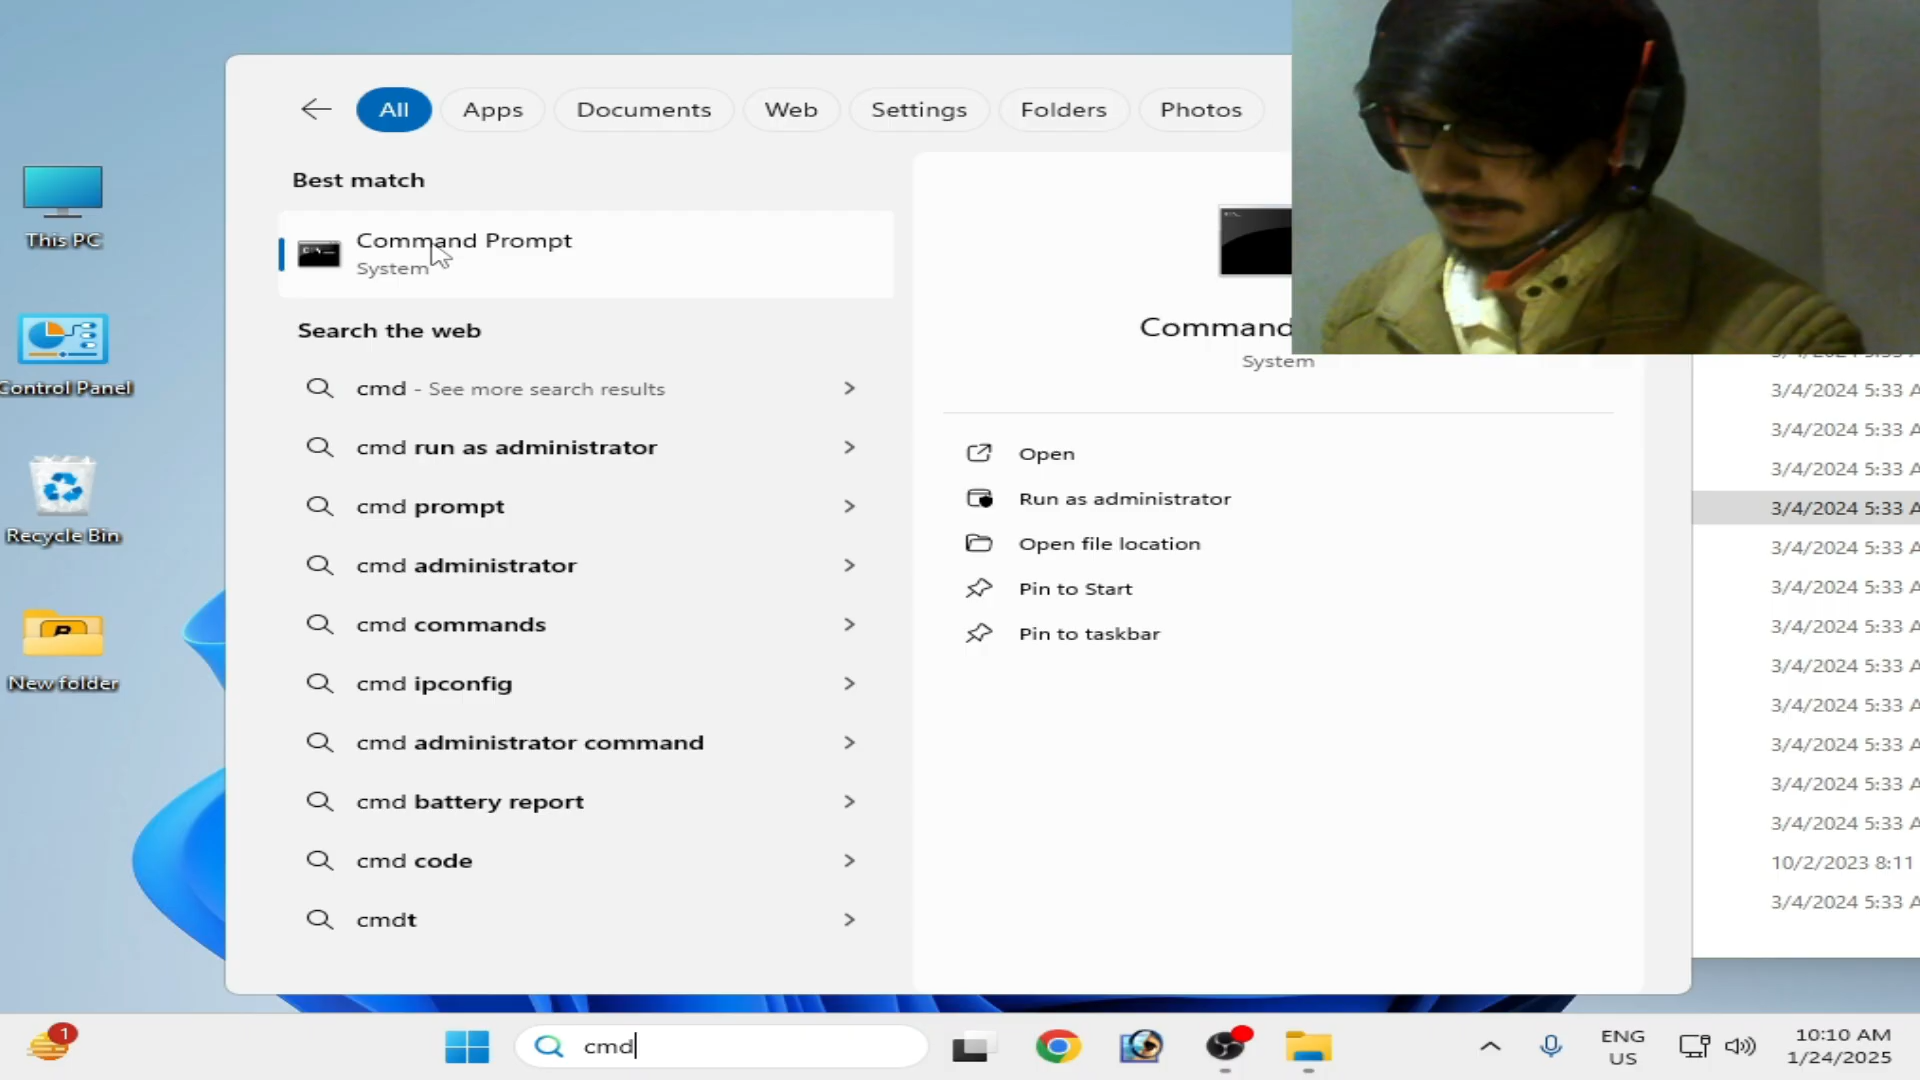 All Apps Documents Web Settings Folders Photos
Best match
Command Prompt
System
Search the web
cmd - See more search results
cmd run as administrator
cmd prompt
cmd administrator
cmd commands
cmd ipconfig
cmd administrator command
cmd battery report
cmd code
cmdt
Command
System
Open
Run as administrator
Open file location
Pin to Start
Pin to taskbar
This PC
Control Panel
Recycle Bin
New folder
3/4/2024 5:33 A
3/4/2024 5:33 A
3/4/2024 5:33 A
3/4/2024 5:33 A
3/4/2024 5:33 A
3/4/2024 5:33 A
3/4/2024 5:33 A
3/4/2024 5:33 A
3/4/2024 5:33 A
3/4/2024 5:33 A
3/4/2024 5:33 A
3/4/2024 5:33 A
10/2/2023 8:11
3/4/2024 5:33 A
1
cmd
ENG
US
10:10 AM
1/24/2025